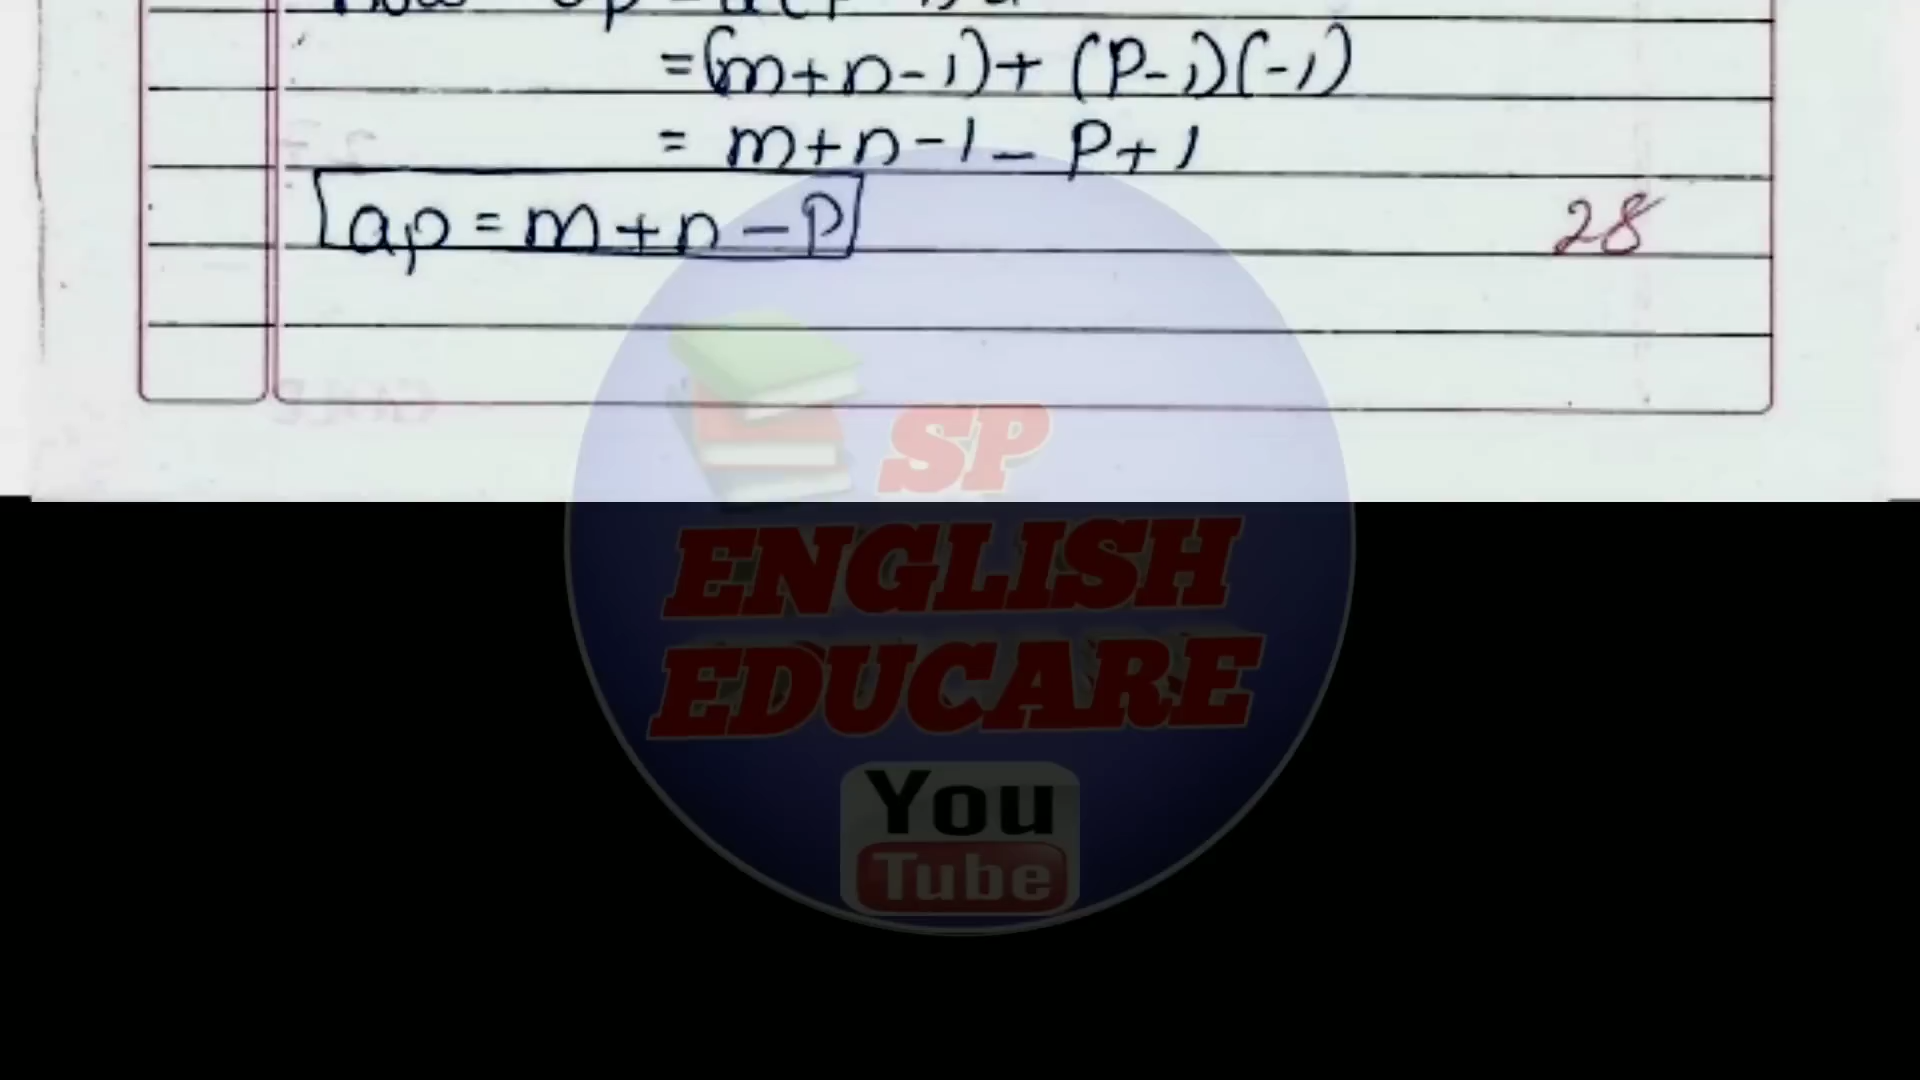 =(m+n-1)+(P-1)(-1)
= m+n-1-P+1
ap = m+n-P
28
SP
ENGLISH
EDUCARE
You
Tube